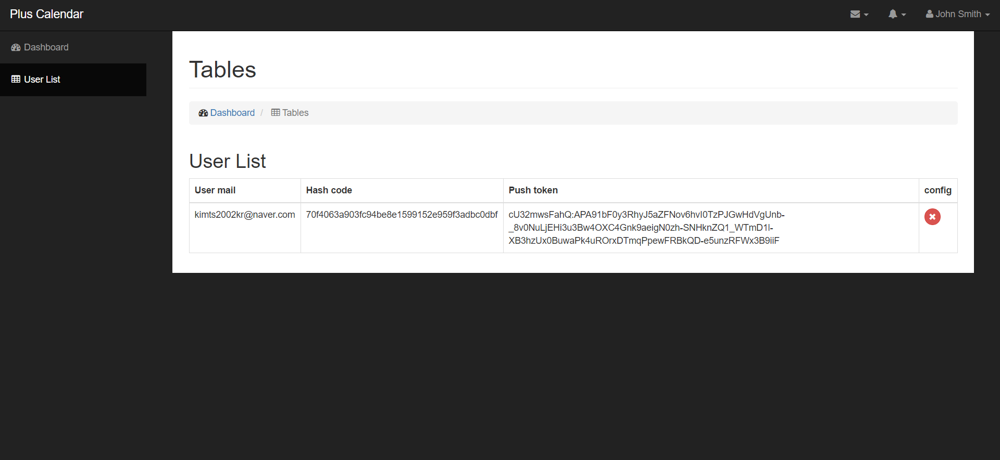 Plus Calendar
John Smith
Dashboard
User List
Tables
Dashboard / Tables
User List
User mail Hash code Push token config
kimts2002kr@naver.com 70f4063a903fc94be8e1599152e959f3adbc0dbf cU32mwsFahQ:APA91bF0y3RhyJ5aZFNov6hvI0TzPJGwHdVgUnb-
_8v0NuLjEHi3u3Bw4OXC4Gnk9aeigN0zh-SNHknZQ1_WTmD1l-
XB3hzUx0BuwaPk4uROrxDTmqPpewFRBkQD-e5unzRFWx3B9iiF